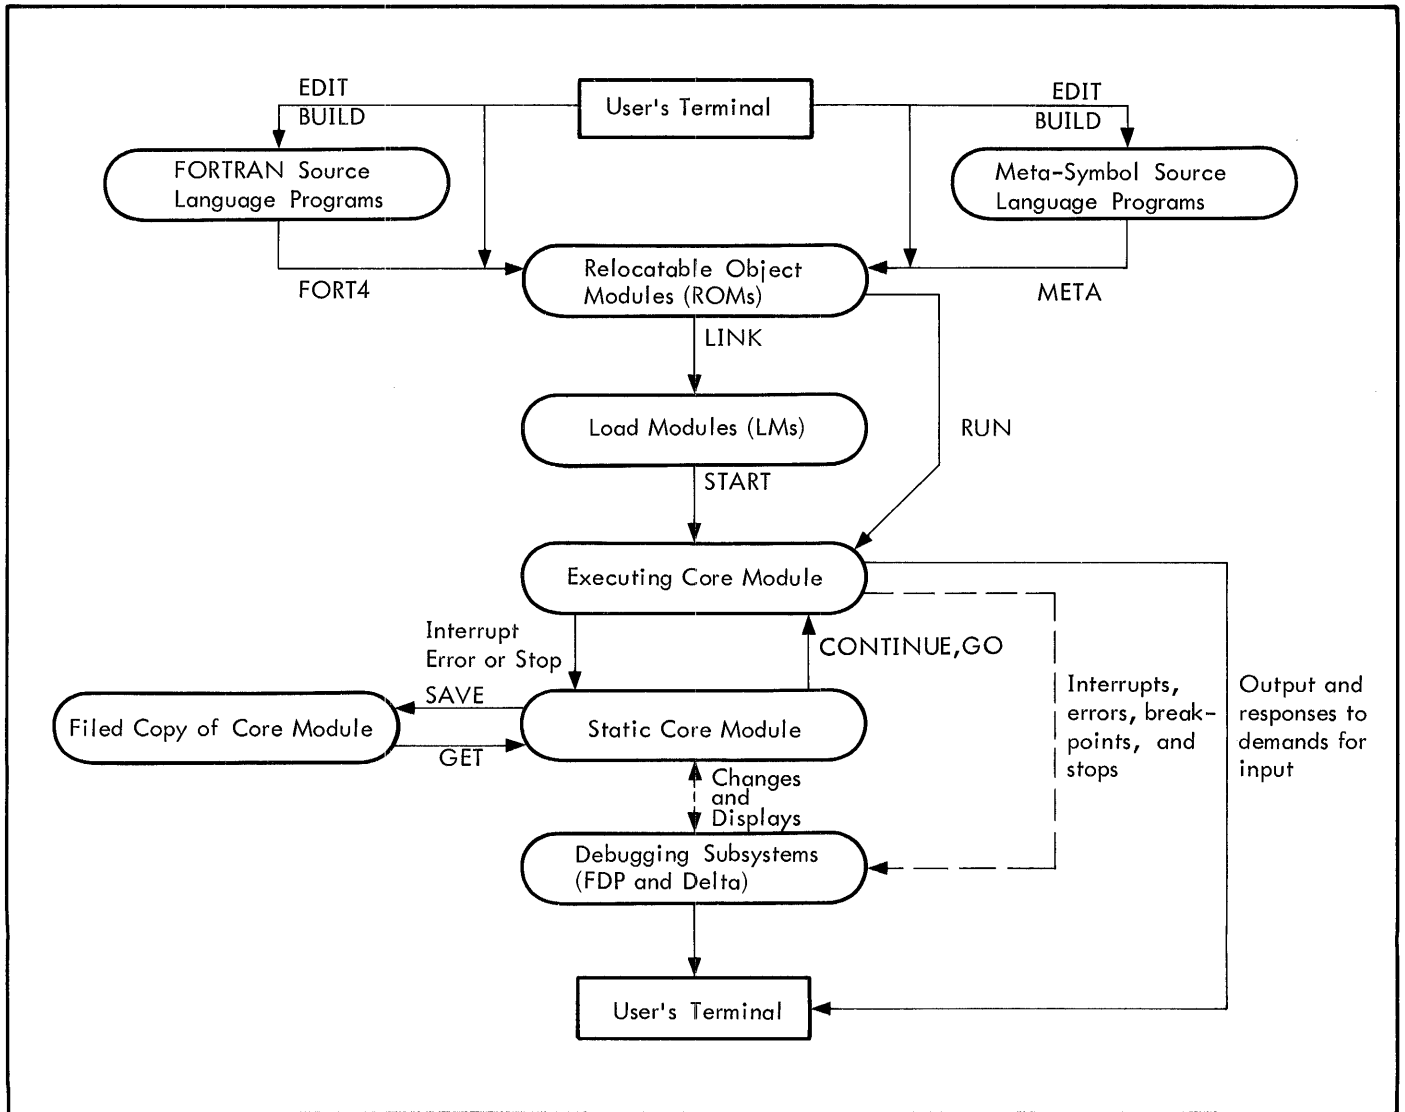 EDIT
BUILD
User's Terminal
EDIT
BUILD
FORTRAN Source
Language Programs
Meta-Symbol Source
Language Programs
FORT4
Relocatable Object
Modules (ROMs)
META
LINK
Load Modules (LMs)
RUN
START
Executing Core Module
Interrupt
Error or Stop
CONTINUE,GO
SAVE
Filed Copy of Core Module
GET
Static Core Module
Interrupts,
errors, break-
points, and
stops
Output and
responses to
demands for
input
Changes
and
Displays
Debugging Subsystems
(FDP and Delta)
User's Terminal